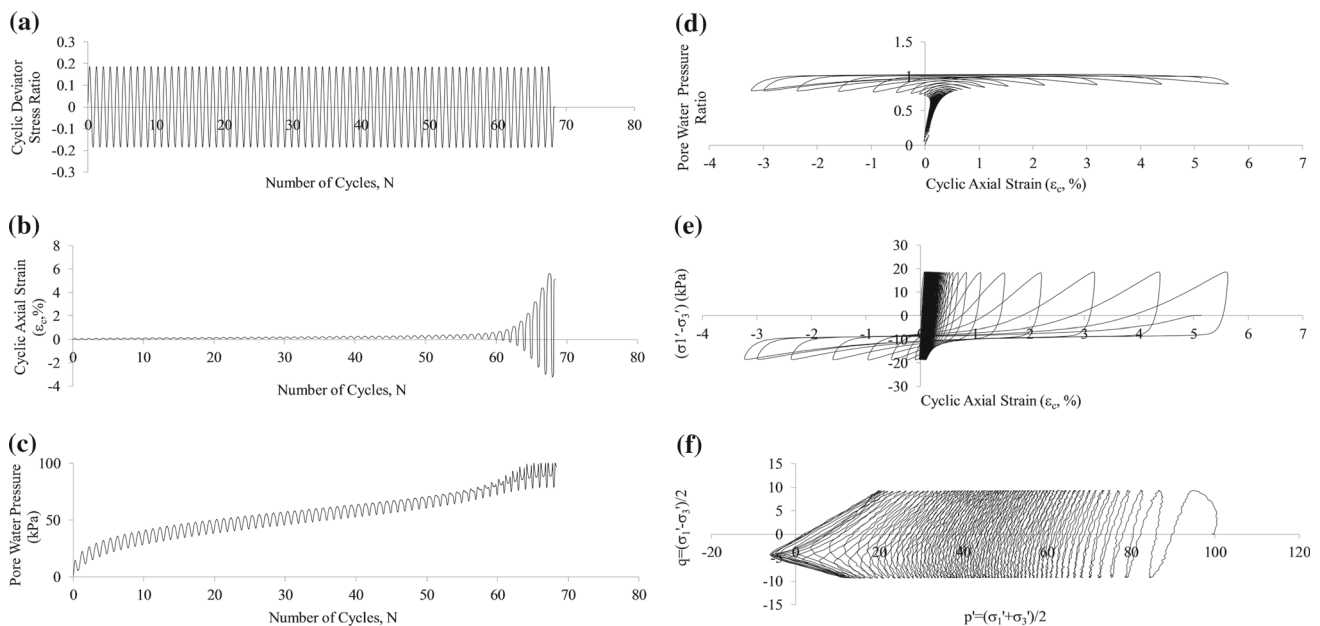 (a)
0.3
0.2
0.1
0
-0.1
-0.2
-0.3
0 10 20 30 40 50 60 70 80
Cyclic Deviator
Stress Ratio
Number of Cycles, N
(b)
8
6
4
2
0
-2
-4
0 10 20 30 40 50 60 70 80
Cyclic Axial Strain
(εc,%)
Number of Cycles, N
(c)
100
50
0
0 10 20 30 40 50 60 70 80
Pore Water Pressure
(kPa)
Number of Cycles, N
(d)
1.5
1
0.5
0
-4 -3 -2 -1 0 1 2 3 4 5 6 7
Pore Water Pressure
Ratio
Cyclic Axial Strain (εc, %)
(e)
30
20
10
0
-10
-20
-30
-4 -3 -2 -1 0 1 2 3 4 5 6 7
(σ1'-σ3') (kPa)
Cyclic Axial Strain (εc, %)
(f)
15
10
5
0
-5
-10
-15
-20 0 20 40 60 80 100 120
q=(σ1'-σ3')/2
p'=(σ1'+σ3')/2